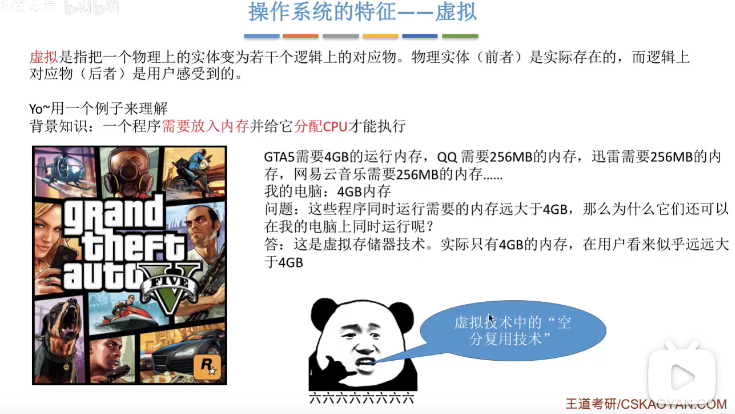 bilibili
操作系统的特征——虚拟
虚拟是指把一个物理上的实体变为若干个逻辑上的对应物。物理实体（前者）是实际存在的，而逻辑上
对应物（后者）是用户感受到的。
Yo~用一个例子来理解
背景知识：一个程序需要放入内存并给它分配CPU才能执行
GTA5需要4GB的运行内存，QQ 需要256MB的内存，迅雷需要256MB的内
存，网易云音乐需要256MB的内存……
我的电脑：4GB内存
问题：这些程序同时运行需要的内存远大于4GB，那么为什么它们还可以
在我的电脑上同时运行呢？
答：这是虚拟存储器技术。实际只有4GB的内存，在用户看来似乎远远大
于4GB
grand
theft
auto
V
FIVE
R
虚拟技术中的“空
分复用技术”
六六六六六六六六
王道考研/CSKAOYAN.COM